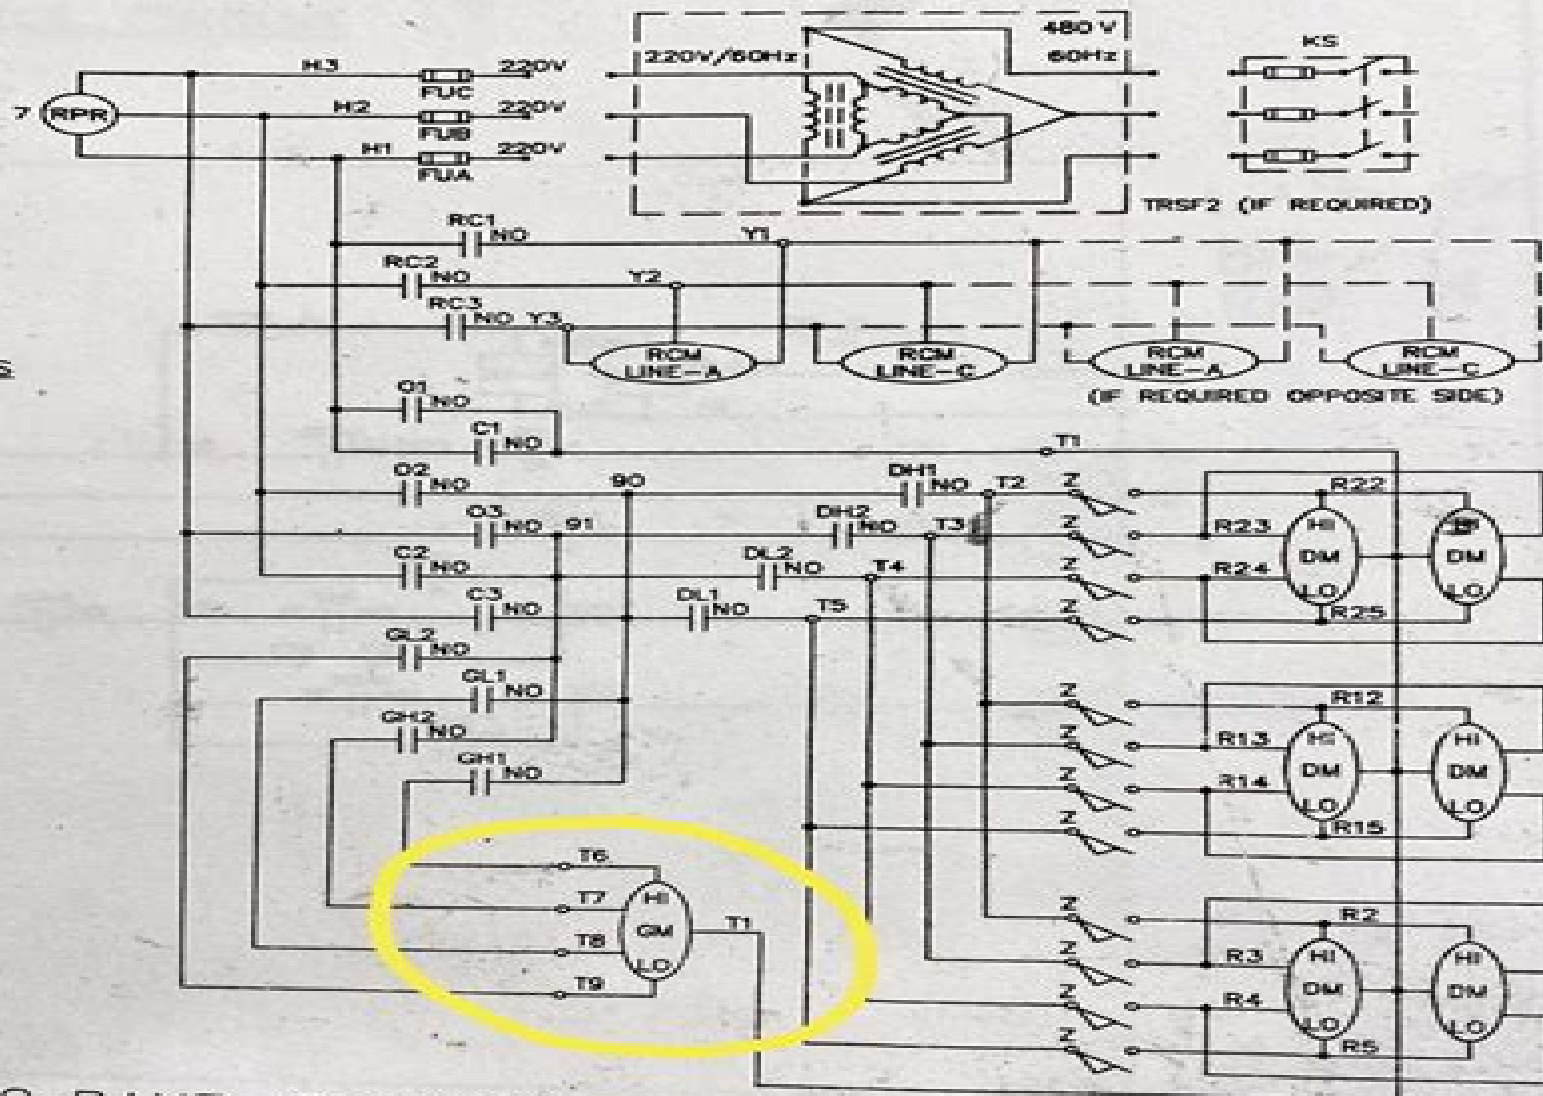 480 V
H3 220V 220V/60Hz 60Hz KS
FUC
7 RPR H2 220V
FUB
H1 220V
FUA
TRSF2 (IF REQUIRED)
RC1 NO Y1
RC2 NO Y2
RC3 NO Y3
RCM LINE-A RCM LINE-C RCM LINE-A RCM LINE-C
(IF REQUIRED OPPOSITE SIDE)
O1 NO
C1 NO T1
O2 NO 90 DH1 NO T2 N R22
O3 NO 91 DH2 NO T3 N R23 HI
DM DM
C2 NO DL2 NO T4 N R24 LO LO
C3 NO DL1 NO T5 N R25
GL2 NO
GL1 NO N R12
GH2 NO N R13 HI HI
GH1 NO N R14 DM DM
LO LO
N R15
T6
T7 HI N R2
T8 GM T1 N R3 HI HI
LO DM DM
T9 N R4 LO LO
N R5